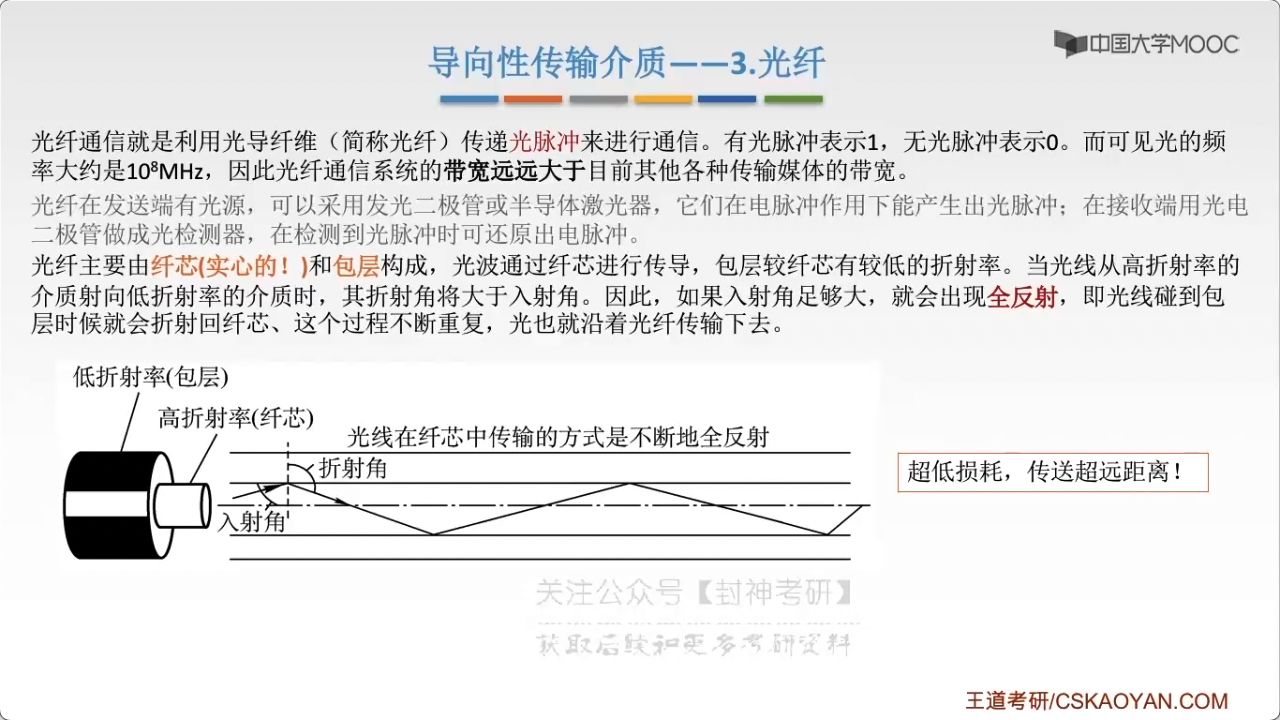 中国大学MOOC
导向性传输介质——3.光纤
光纤通信就是利用光导纤维（简称光纤）传递光脉冲来进行通信。有光脉冲表示1，无光脉冲表示0。而可见光的频
率大约是10⁸MHz，因此光纤通信系统的带宽远远大于目前其他各种传输媒体的带宽。
光纤在发送端有光源，可以采用发光二极管或半导体激光器，它们在电脉冲作用下能产生出光脉冲；在接收端用光电
二极管做成光检测器，在检测到光脉冲时可还原出电脉冲。
光纤主要由纤芯(实心的！)和包层构成，光波通过纤芯进行传导，包层较纤芯有较低的折射率。当光线从高折射率的
介质射向低折射率的介质时，其折射角将大于入射角。因此，如果入射角足够大，就会出现全反射，即光线碰到包
层时候就会折射回纤芯、这个过程不断重复，光也就沿着光纤传输下去。
低折射率(包层)
高折射率(纤芯)
光线在纤芯中传输的方式是不断地全反射
折射角
入射角
超低损耗，传送超远距离！
关注公众号【封神考研】
获取后续和更多考研资料
王道考研/CSKAOYAN.COM